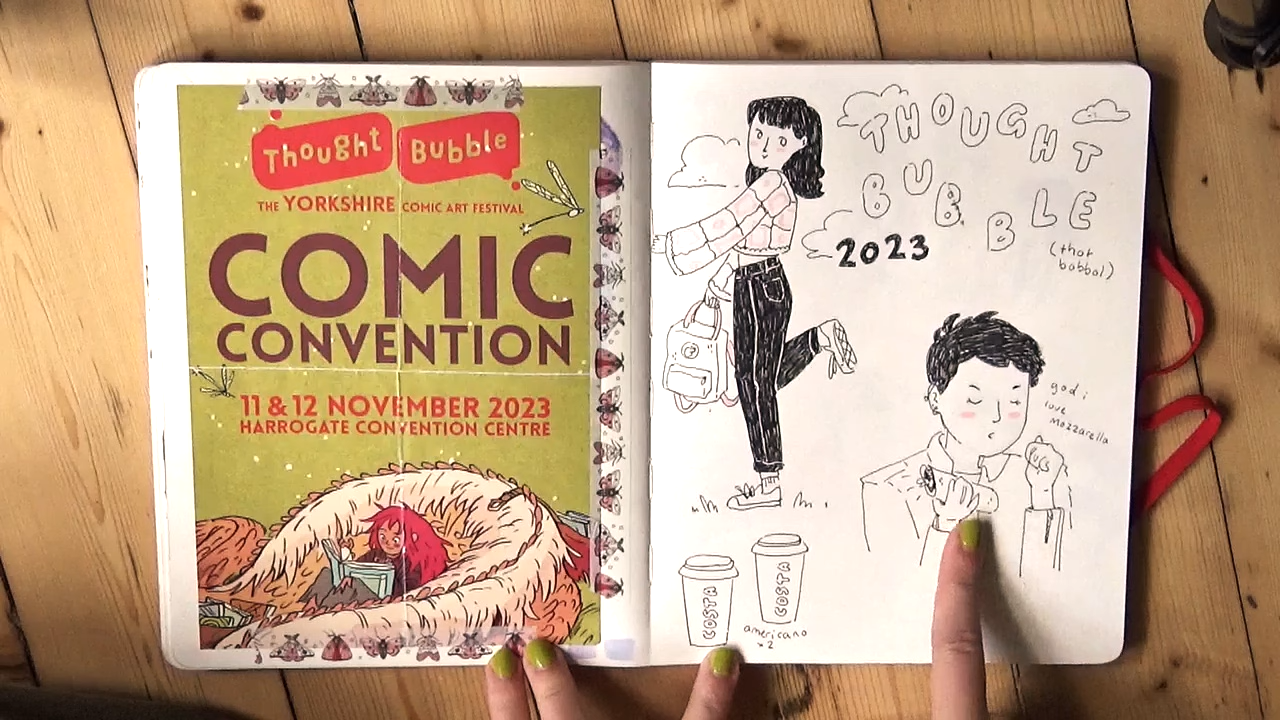 Thought Bubble
THE YORKSHIRE COMIC ART FESTIVAL
COMIC
CONVENTION
11 & 12 NOVEMBER 2023
HARROGATE CONVENTION CENTRE
THOUGHT
BUBBLE
(thot
bobbol)
2023
god i
love
mozzarella
COSTA
COSTA
americano
x2